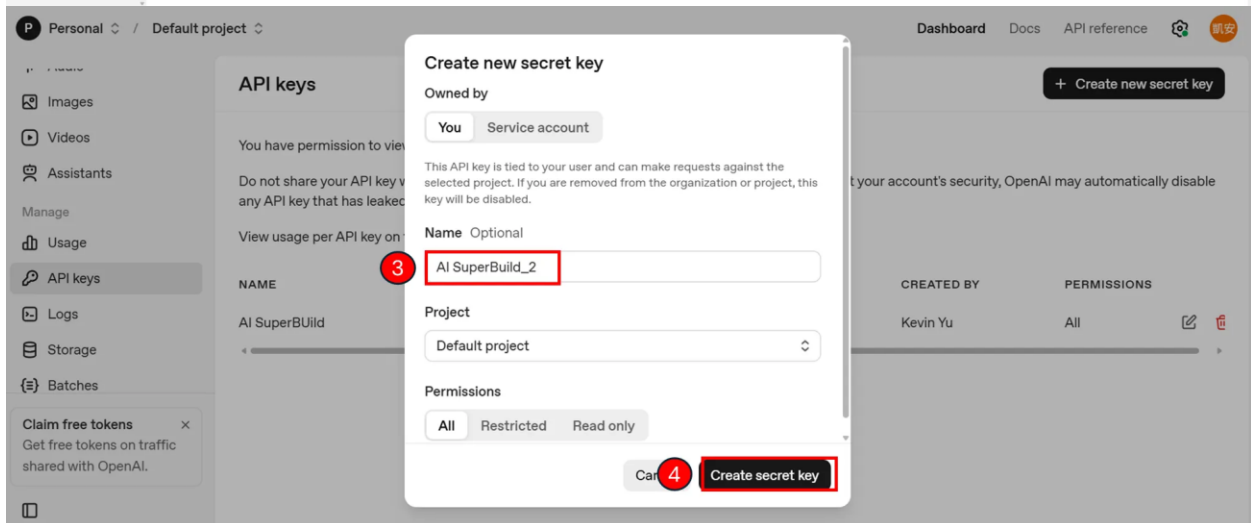 P Personal / Default project
Dashboard Docs API reference 凱安
Images
Videos
Assistants
Manage
Usage
API keys
Logs
Storage
Batches
Claim free tokens ×
Get free tokens on traffic
shared with OpenAI.
API keys
+ Create new secret key
You have permission to
Do not share your API key
t your account's security, OpenAI may automatically disable
any API key that has leaked
View usage per API key on
NAME
CREATED BY PERMISSIONS
AI SuperBUild
Kevin Yu All
Create new secret key
Owned by
You Service account
This API key is tied to your user and can make requests against the
selected project. If you are removed from the organization or project, this
key will be disabled.
Name Optional
3 AI SuperBuild_2
Project
Default project
Permissions
All Restricted Read only
4 Create secret key